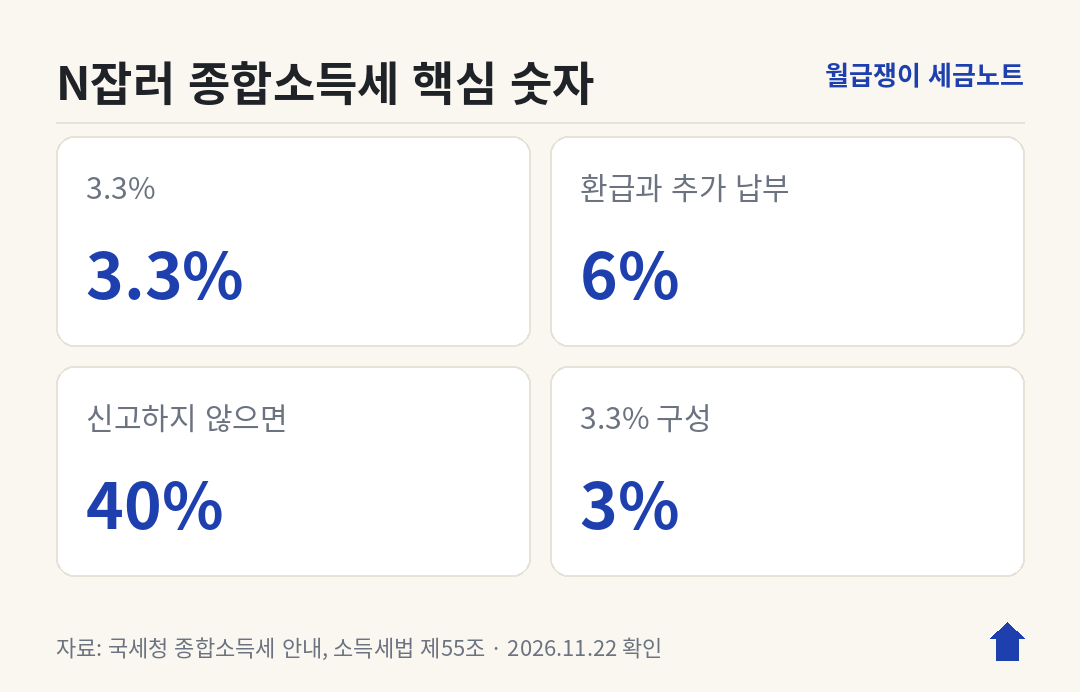 N잡러 종합소득세 핵심 숫자
월급쟁이 세금노트
3.3%
3.3%
환급과 추가 납부
6%
신고하지 않으면
40%
3.3% 구성
3%
자료: 국세청 종합소득세 안내, 소득세법 제55조 · 2026.11.22 확인